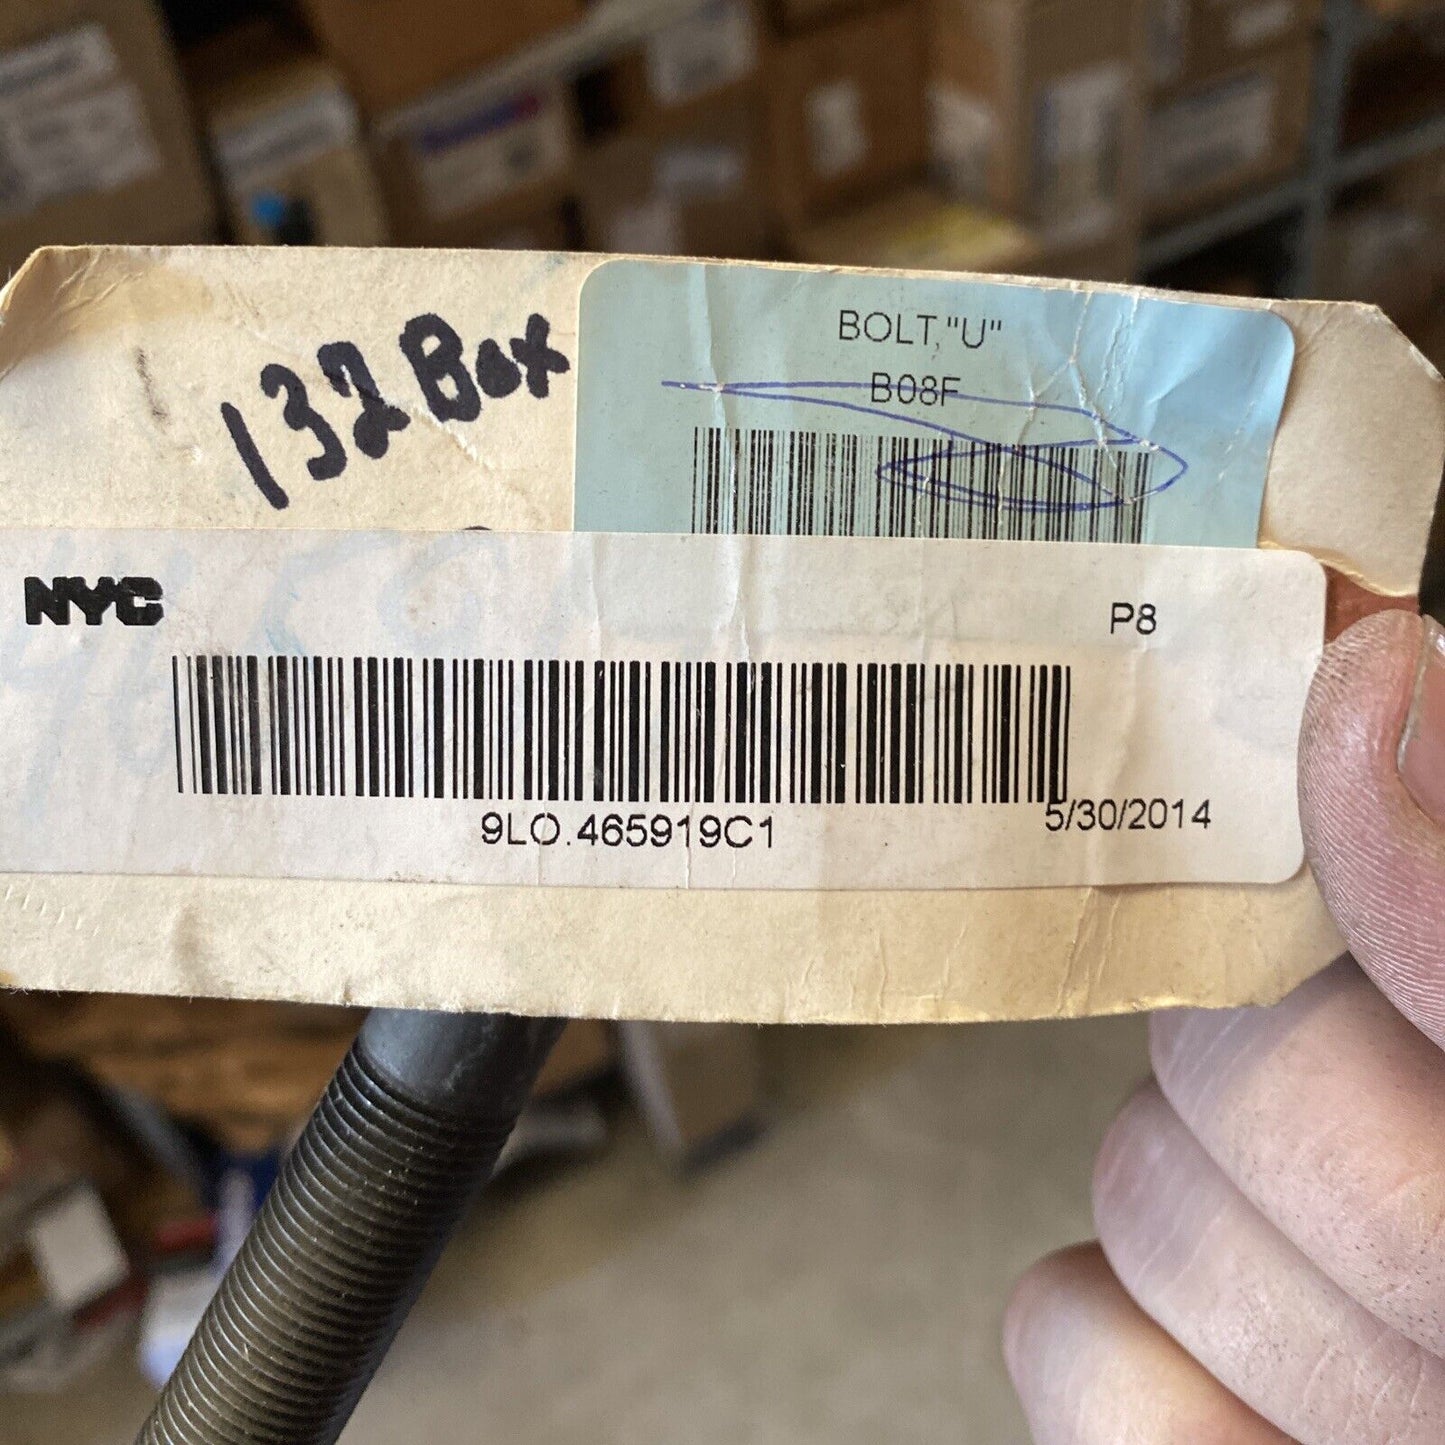 132 Box
BOLT,"U"
B08F
NYC
P8
9LO.465919C1
5/30/2014